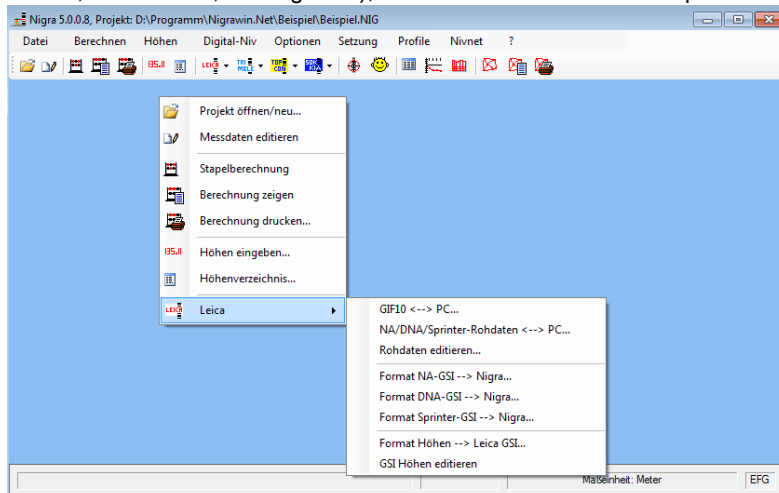 Nigra 5.0.0.8, Projekt: D:\Programm\Nigrawin.Net\Beispiel\Beispiel.NIG
Datei Berechnen Höhen Digital-Niv Optionen Setzung Profile Nivnet ?
Projekt öffnen/neu...
Messdaten editieren
Stapelberechnung
Berechnung zeigen
Berechnung drucken...
Höhen eingeben...
Höhenverzeichnis...
Leica
GIF10 <--> PC...
NA/DNA/Sprinter-Rohdaten <--> PC...
Rohdaten editieren...
Format NA-GSI --> Nigra...
Format DNA-GSI --> Nigra...
Format Sprinter-GSI --> Nigra...
Format Höhen --> Leica GSI...
GSI Höhen editieren
Maßeinheit: Meter EFG